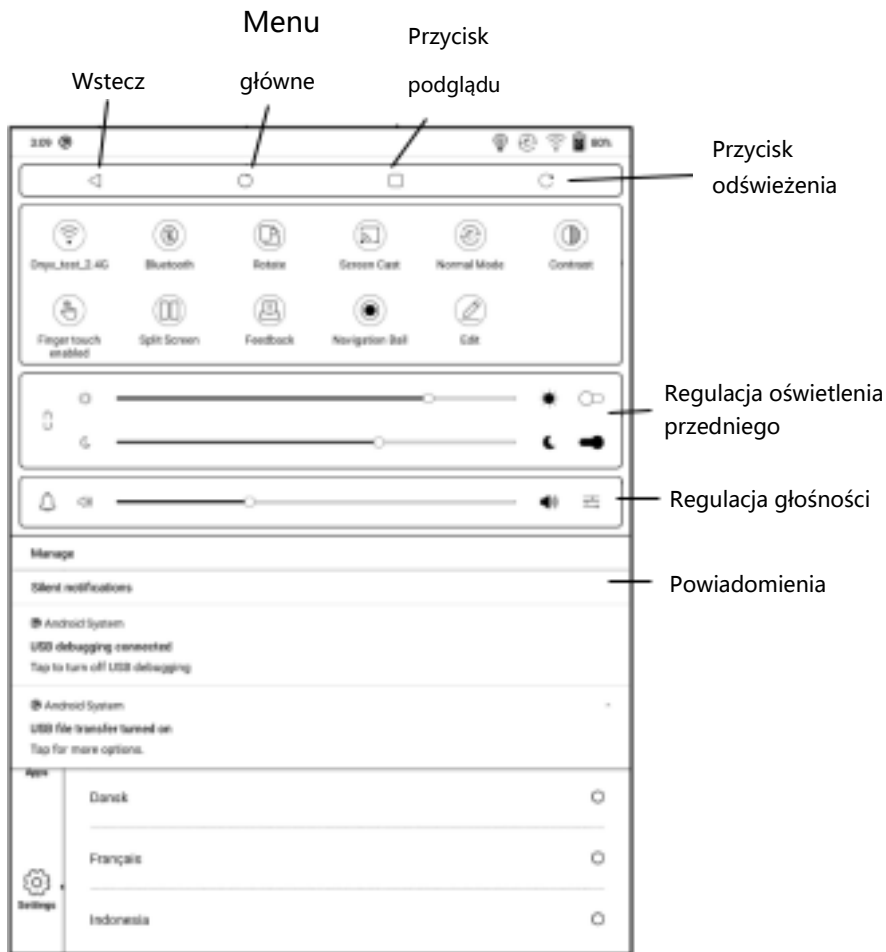 Menu
główne
Przycisk
podglądu
Wstecz
Przycisk
odświeżenia
3:09 80%
Onyx_test_2.4G Bluetooth Rotate Screen Cast Normal Mode Contrast
Finger touch enabled Split Screen Feedback Navigation Ball Edit
Regulacja oświetlenia
przedniego
Regulacja głośności
Manage
Silent notifications
Powiadomienia
Android System
USB debugging connected
Tap to turn off USB debugging
Android System
USB file transfer turned on
Tap for more options.
Apps
Dansk
Français
Settings
Indonesia